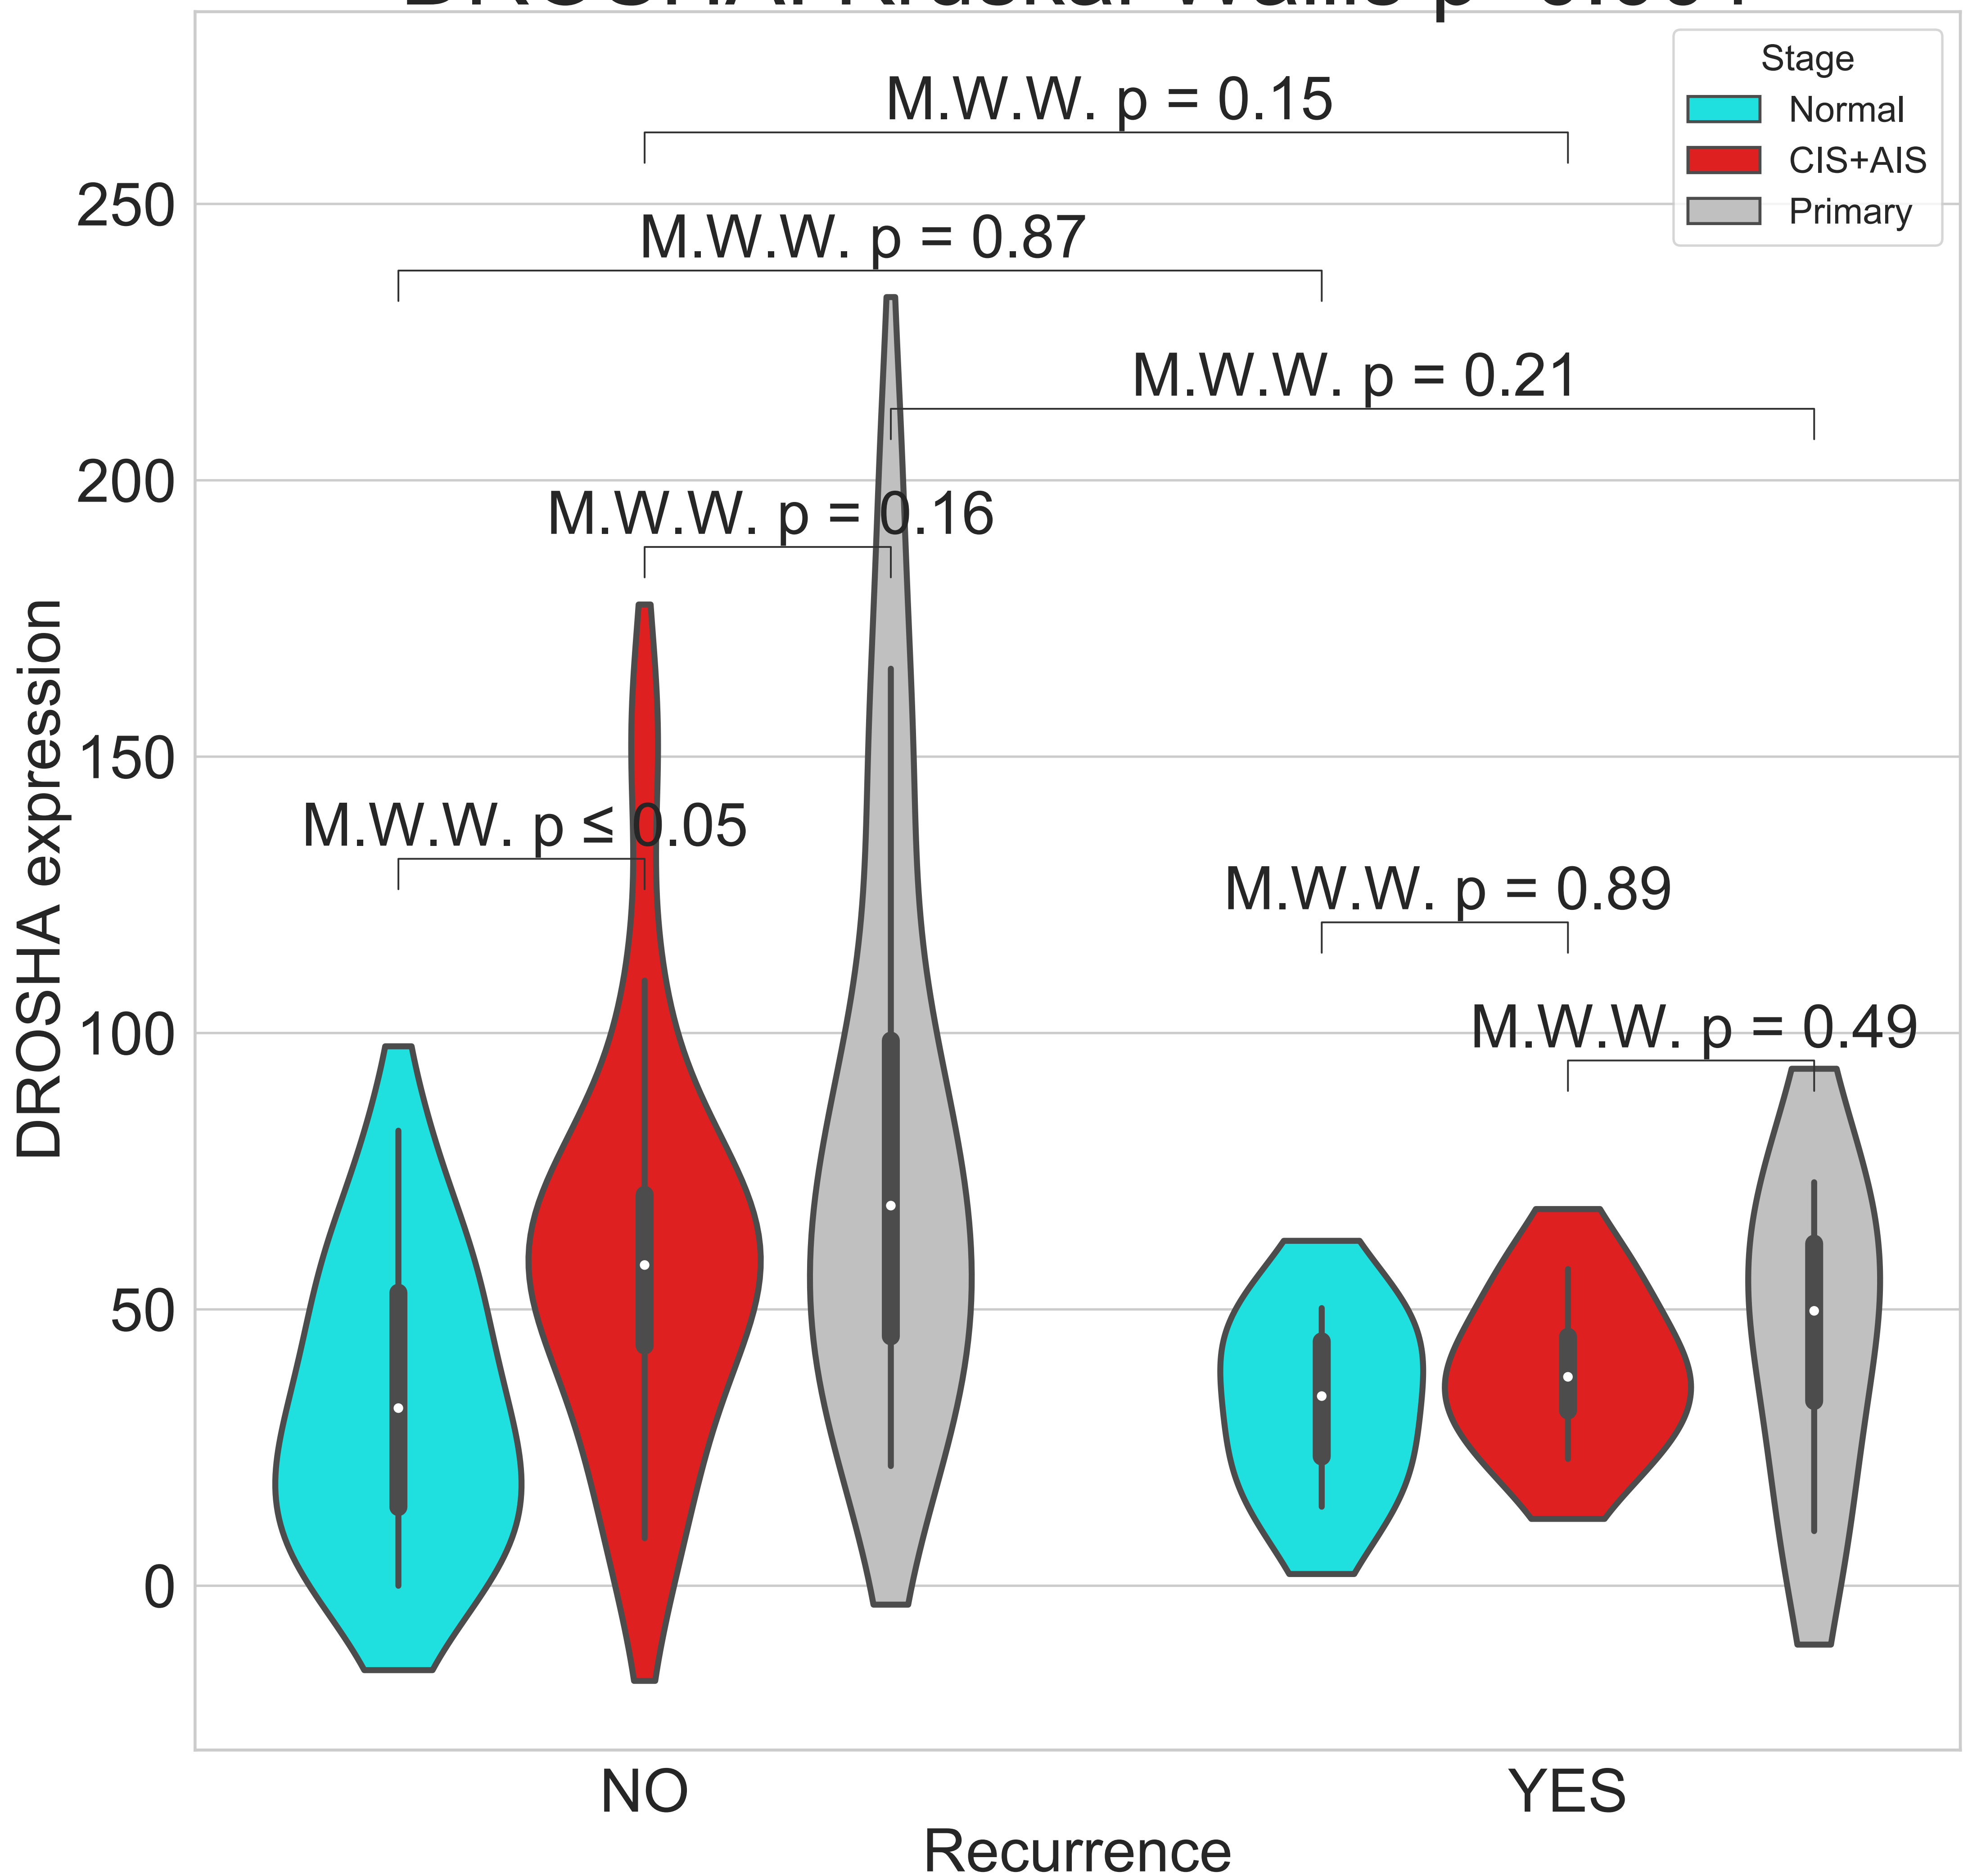 Stage
Normal
CIS+AIS
Primary
M.W.W. p = 0.15
M.W.W. p = 0.87
M.W.W. p = 0.21
M.W.W. p = 0.16
M.W.W. p ≤ 0.05
M.W.W. p = 0.89
M.W.W. p = 0.49
250
200
150
100
50
0
DROSHA expression
NO
YES
Recurrence